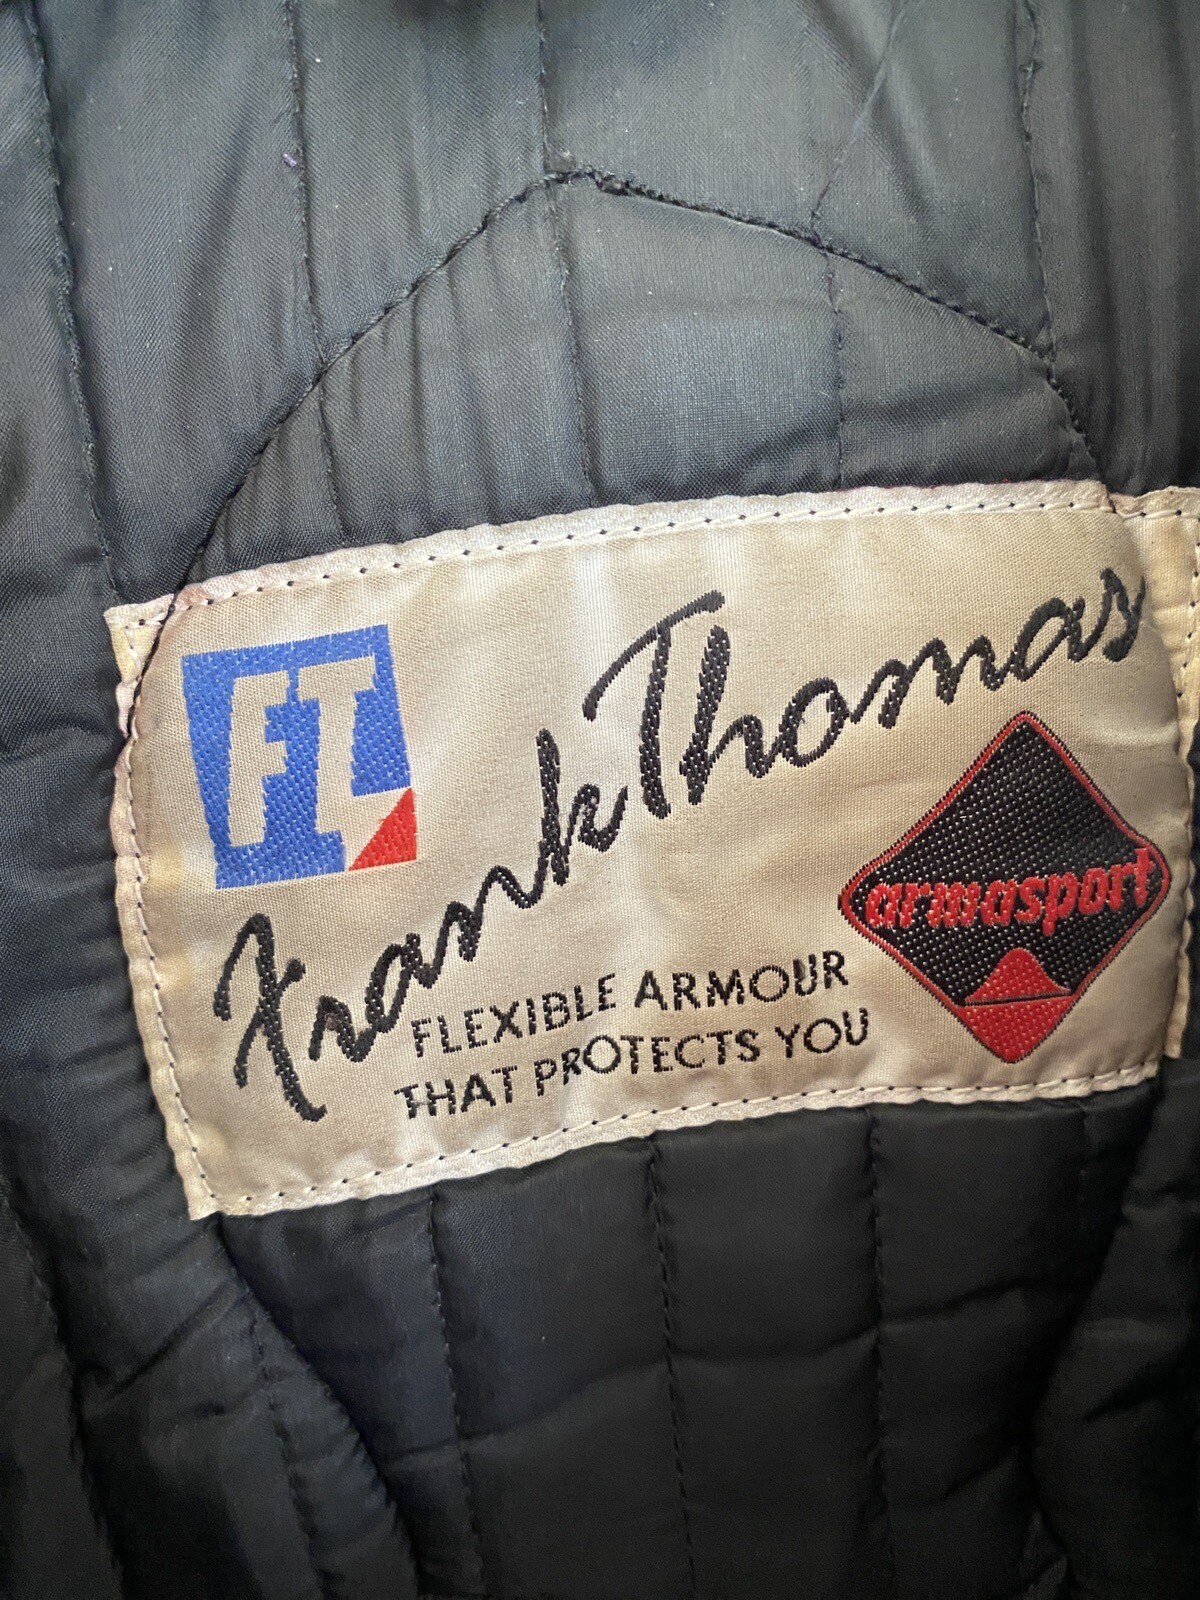 FT
Frank Thomas
armasport
FLEXIBLE ARMOUR
THAT PROTECTS YOU